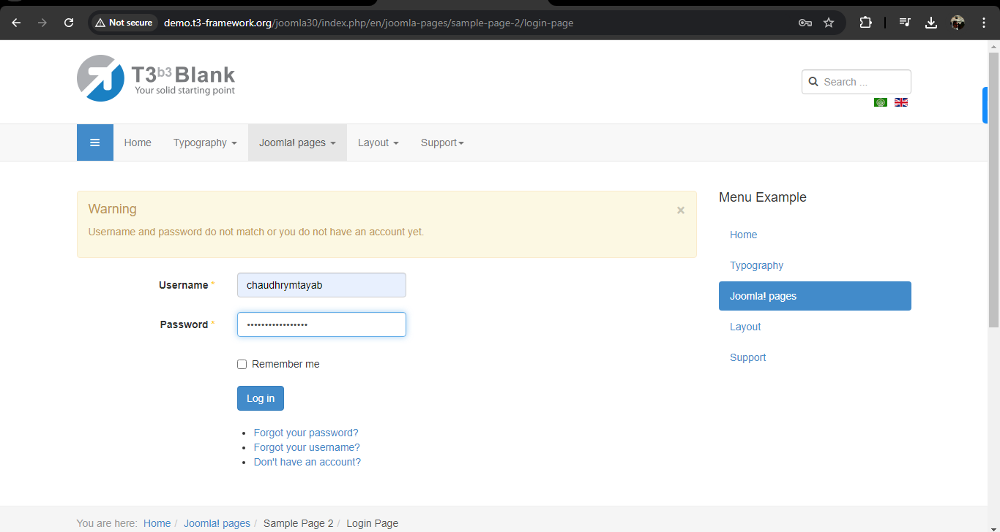 Not secure demo.t3-framework.org/joomla30/index.php/en/joomla-pages/sample-page-2/login-page
T3b3 Blank
Your solid starting point
Search ...
Home Typography Joomla! pages Layout Support
Warning ×
Username and password do not match or you do not have an account yet.
Username * chaudhrymtayab
Password * •••••••••••••••••
Remember me
Log in
• Forgot your password?
• Forgot your username?
• Don't have an account?
Menu Example
Home
Typography
Joomla! pages
Layout
Support
You are here: Home / Joomla! pages / Sample Page 2 / Login Page